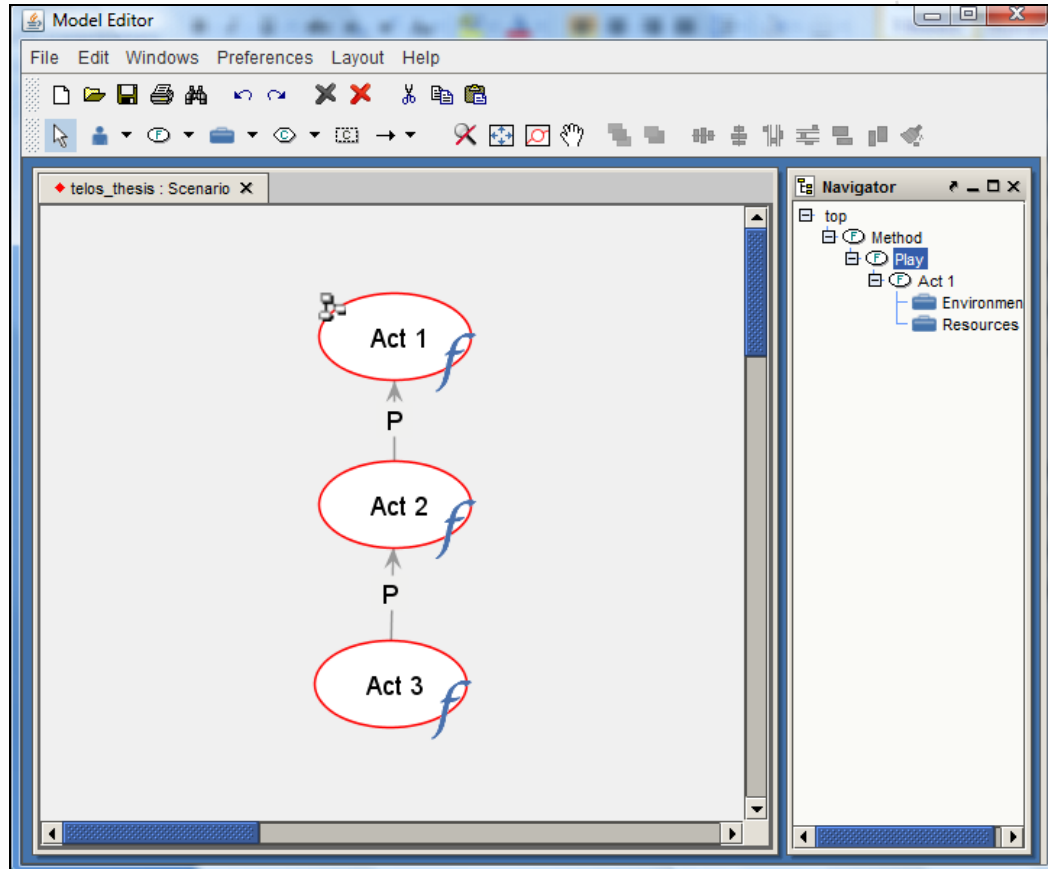 Model Editor
File Edit Windows Preferences Layout Help
F C C
telos_thesis : Scenario
Navigator
top
F Method
F Play
F Act 1
Environmen
Resources
Act 1
f
P
Act 2
f
P
Act 3
f